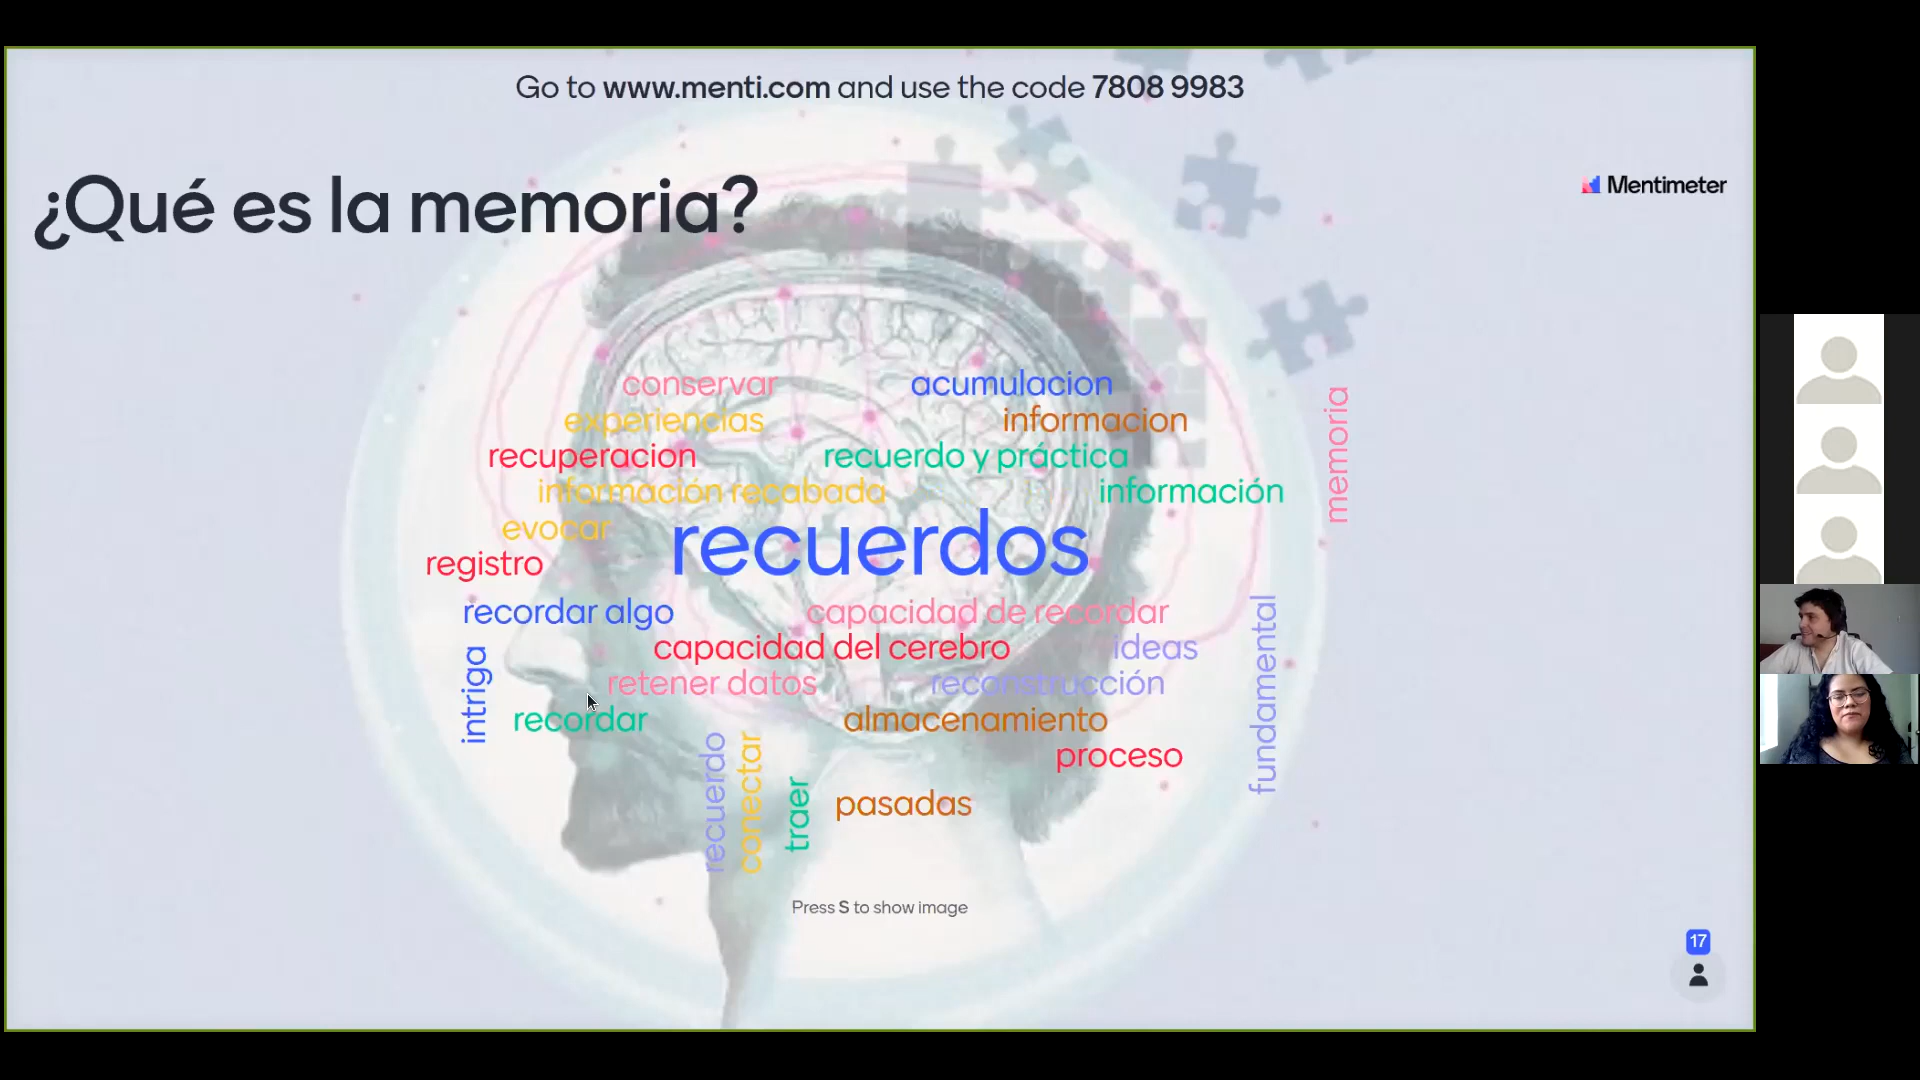 Go to www.menti.com and use the code 7808 9983
¿Qué es la memoria?
Mentimeter
conservar
acumulacion
experiencias
informacion
recuperacion
recuerdo y práctica
información recabada
información
memoria
evocar
recuerdos
registro
recordar algo
capacidad de recordar
capacidad del cerebro
ideas
fundamental
intriga
retener datos
reconstrucción
recordar
almacenamiento
recuerdo
conectar
proceso
traer
pasadas
Press S to show image
17